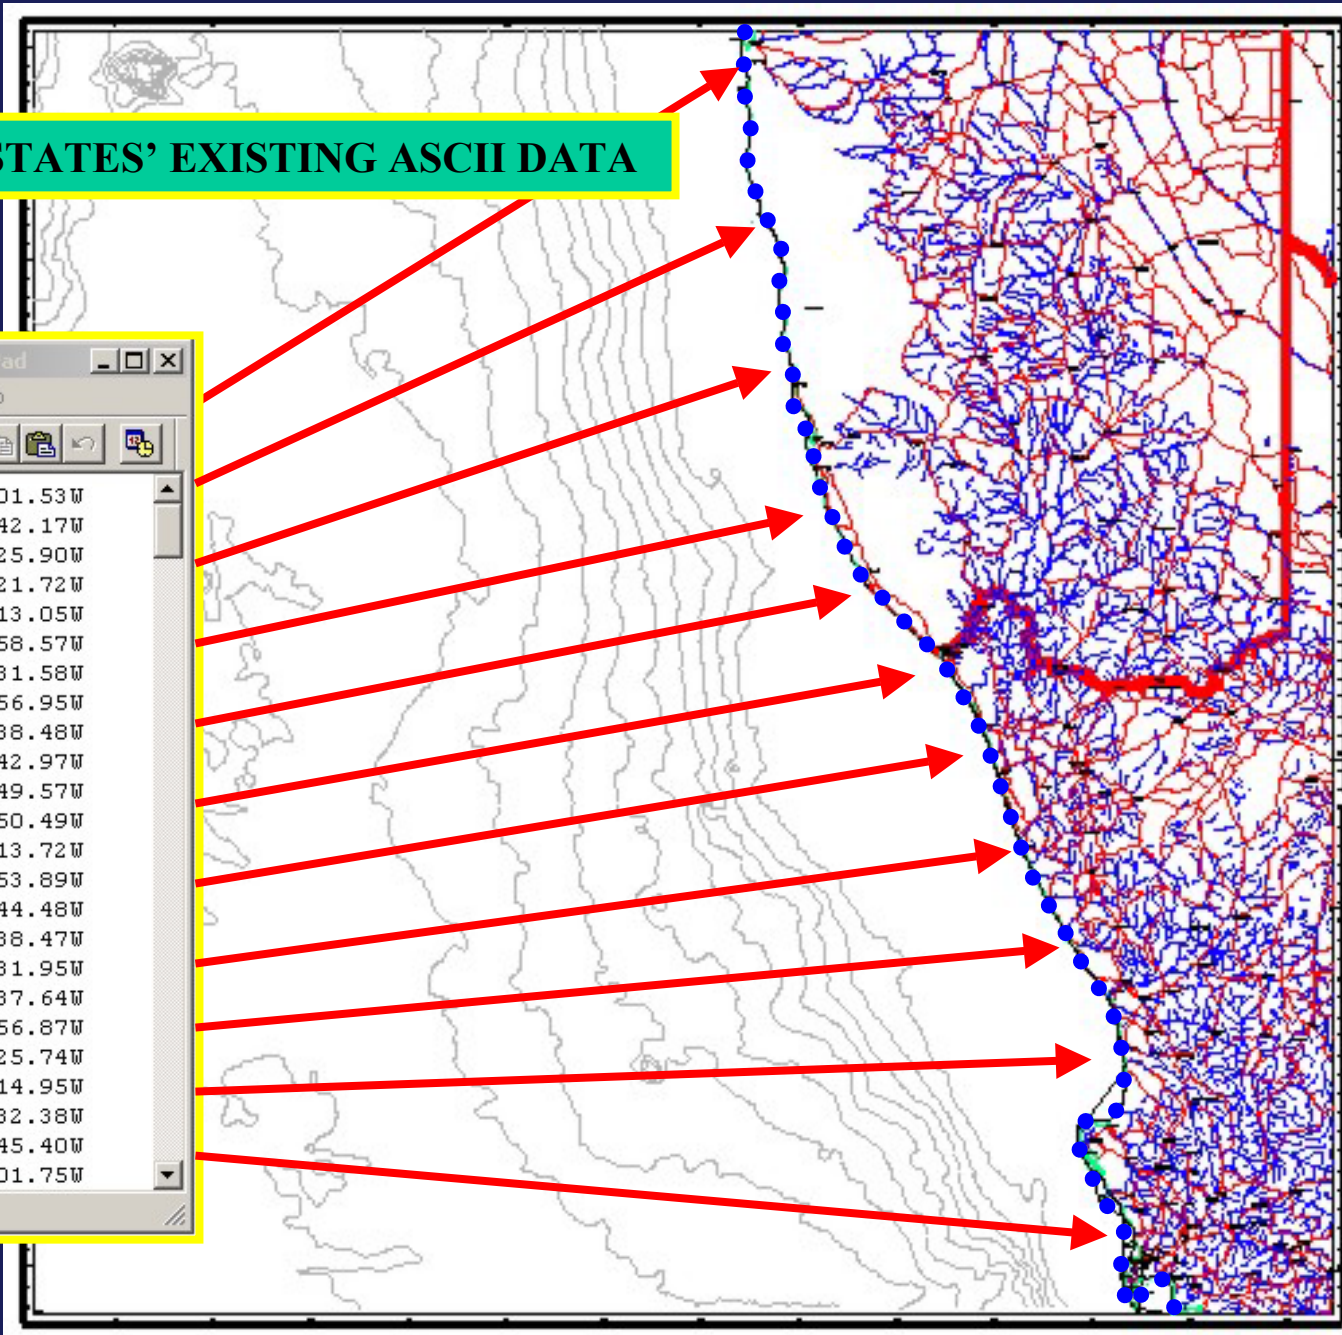 STATES’ EXISTING ASCII DATA
01.53W
42.17W
25.90W
21.72W
13.05W
58.57W
31.58W
56.95W
38.48W
42.97W
49.57W
50.49W
13.72W
53.89W
44.48W
38.47W
31.95W
37.64W
56.87W
25.74W
14.95W
32.38W
45.40W
01.75W